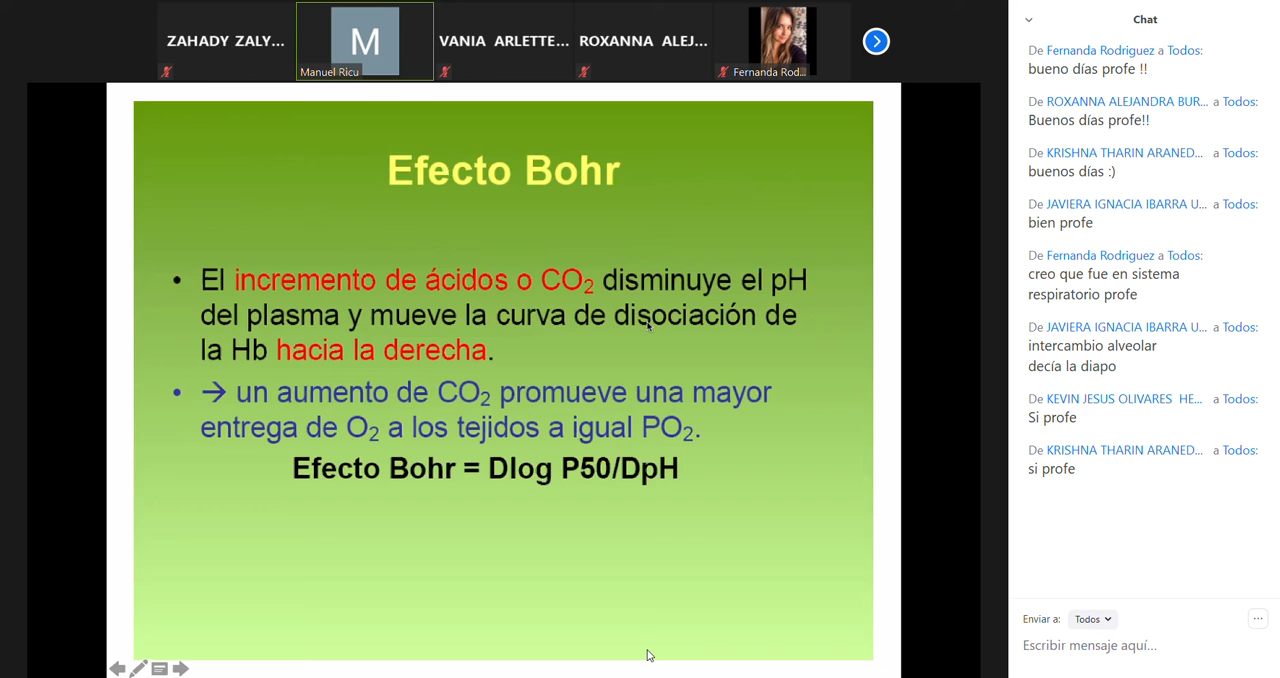 ZAHADY ZALY...
M
Manuel Ricu
VANIA ARLETTE...
ROXANNA ALEJ...
Fernanda Rod...
Efecto Bohr
• El incremento de ácidos o CO₂ disminuye el pH
del plasma y mueve la curva de disociación de
la Hb hacia la derecha.
• → un aumento de CO₂ promueve una mayor
entrega de O₂ a los tejidos a igual PO₂.
Efecto Bohr = Dlog P50/DpH
Chat
De Fernanda Rodriguez a Todos:
bueno días profe !!
De ROXANNA ALEJANDRA BUR... a Todos:
Buenos días profe!!
De KRISHNA THARIN ARANED... a Todos:
buenos días :)
De JAVIERA IGNACIA IBARRA U... a Todos:
bien profe
De Fernanda Rodriguez a Todos:
creo que fue en sistema
respiratorio profe
De JAVIERA IGNACIA IBARRA U... a Todos:
intercambio alveolar
decía la diapo
De KEVIN JESUS OLIVARES HE... a Todos:
Si profe
De KRISHNA THARIN ARANED... a Todos:
si profe
Enviar a: Todos
Escribir mensaje aquí...